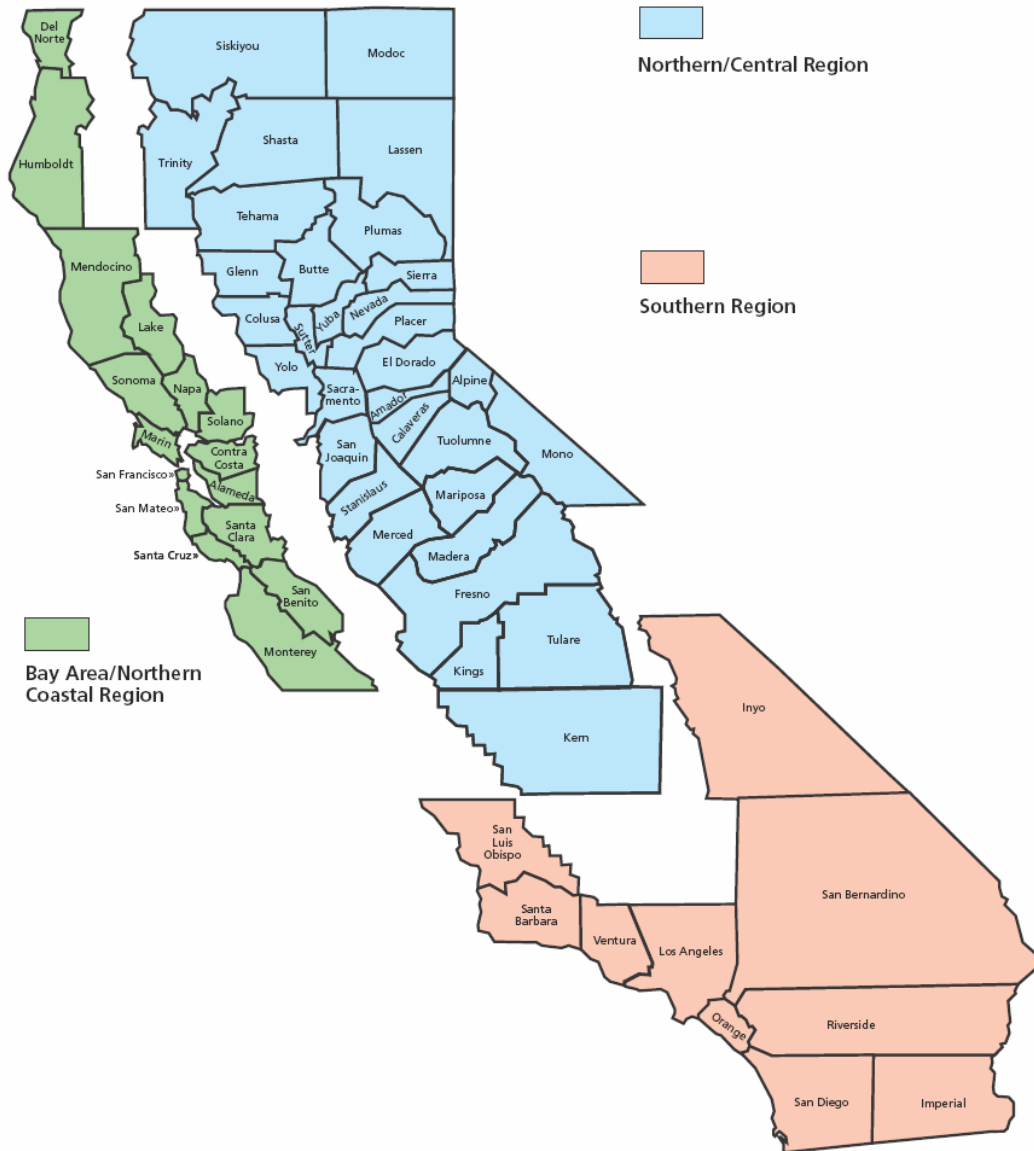 Del
Norte
Siskiyou
Modoc
Northern/Central Region
Humboldt
Trinity
Shasta
Lassen
Tehama
Plumas
Mendocino
Glenn
Butte
Sierra
Southern Region
Lake
Colusa
Sutter
Yuba
Nevada
Placer
Sonoma
Napa
Yolo
El Dorado
Alpine
Solano
Sacra-
mento
Amador
Calaveras
Marin
Contra
Costa
San
Joaquin
Tuolumne
Mono
San Francisco»
Alameda
Stanislaus
Mariposa
San Mateo»
Santa
Clara
Merced
Madera
Santa Cruz»
San
Benito
Fresno
Bay Area/Northern
Coastal Region
Monterey
Kings
Tulare
Inyo
Kern
San
Luis
Obispo
San Bernardino
Santa
Barbara
Ventura
Los Angeles
Orange
Riverside
San Diego
Imperial